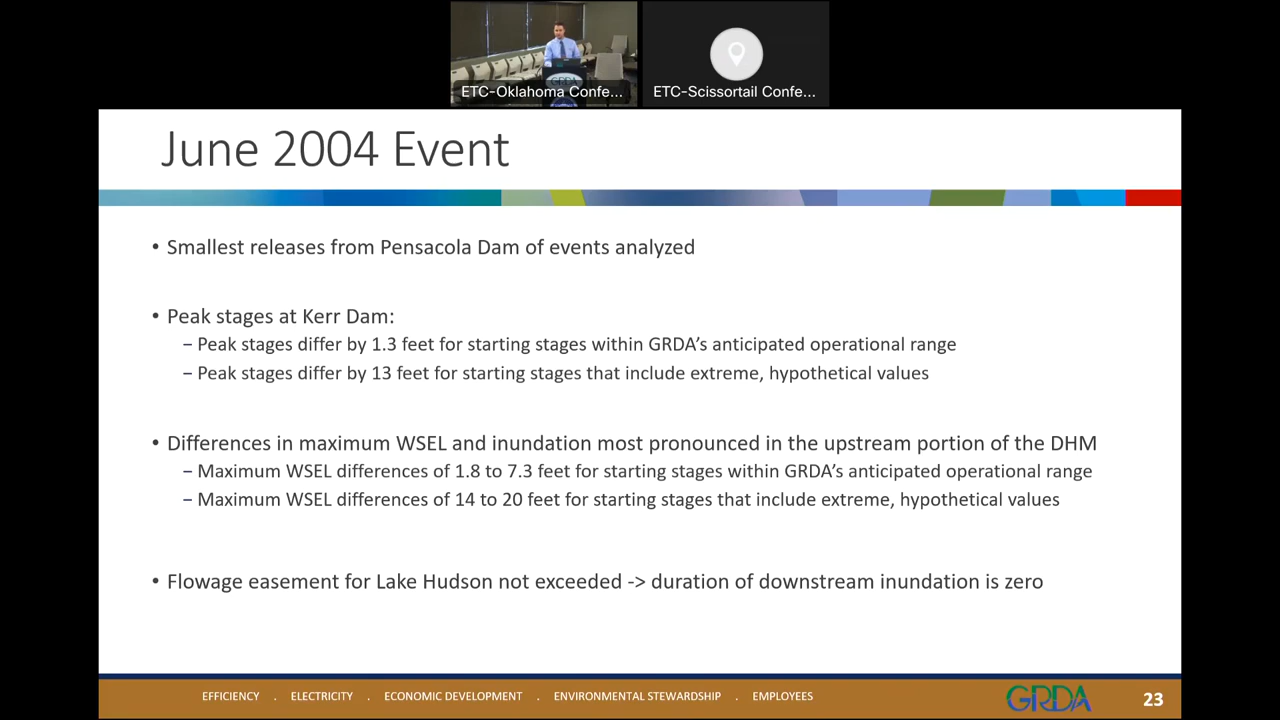 ETC-Oklahoma Confe...
ETC-Scissortail Confe...
GRDA
June 2004 Event
• Smallest releases from Pensacola Dam of events analyzed
• Peak stages at Kerr Dam:
– Peak stages differ by 1.3 feet for starting stages within GRDA’s anticipated operational range
– Peak stages differ by 13 feet for starting stages that include extreme, hypothetical values
• Differences in maximum WSEL and inundation most pronounced in the upstream portion of the DHM
– Maximum WSEL differences of 1.8 to 7.3 feet for starting stages within GRDA’s anticipated operational range
– Maximum WSEL differences of 14 to 20 feet for starting stages that include extreme, hypothetical values
• Flowage easement for Lake Hudson not exceeded -> duration of downstream inundation is zero
EFFICIENCY . ELECTRICITY . ECONOMIC DEVELOPMENT . ENVIRONMENTAL STEWARDSHIP . EMPLOYEES
GRDA
23